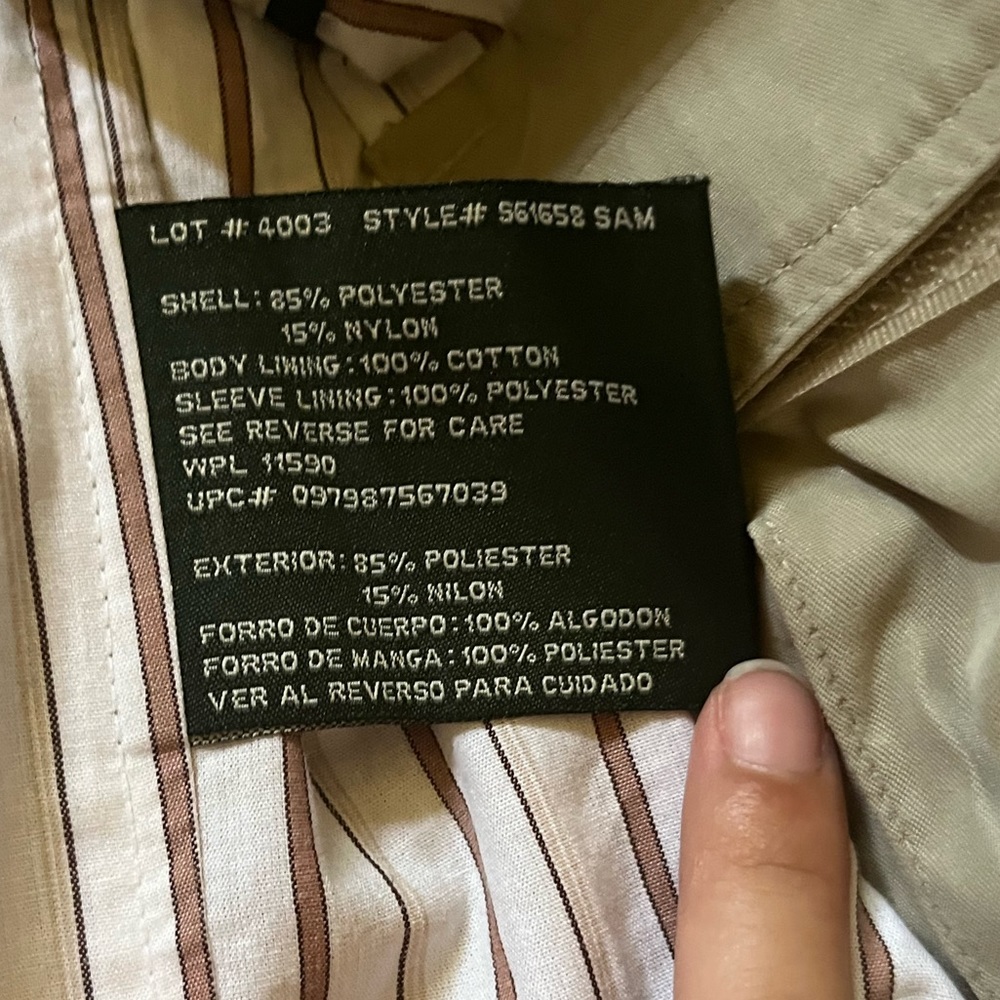 LOT # 4003 STYLE# S61652 SAM
SHELL: 85% POLYESTER
15% NYLON
BODY LINING: 100% COTTON
SLEEVE LINING: 100% POLYESTER
SEE REVERSE FOR CARE
WPL 11590
UPC# 097987567039
EXTERIOR: 85% POLIESTER
15% NILON
FORRO DE CUERPO: 100% ALGODON
FORRO DE MANGA: 100% POLIESTER
VER AL REVERSO PARA CUIDADO